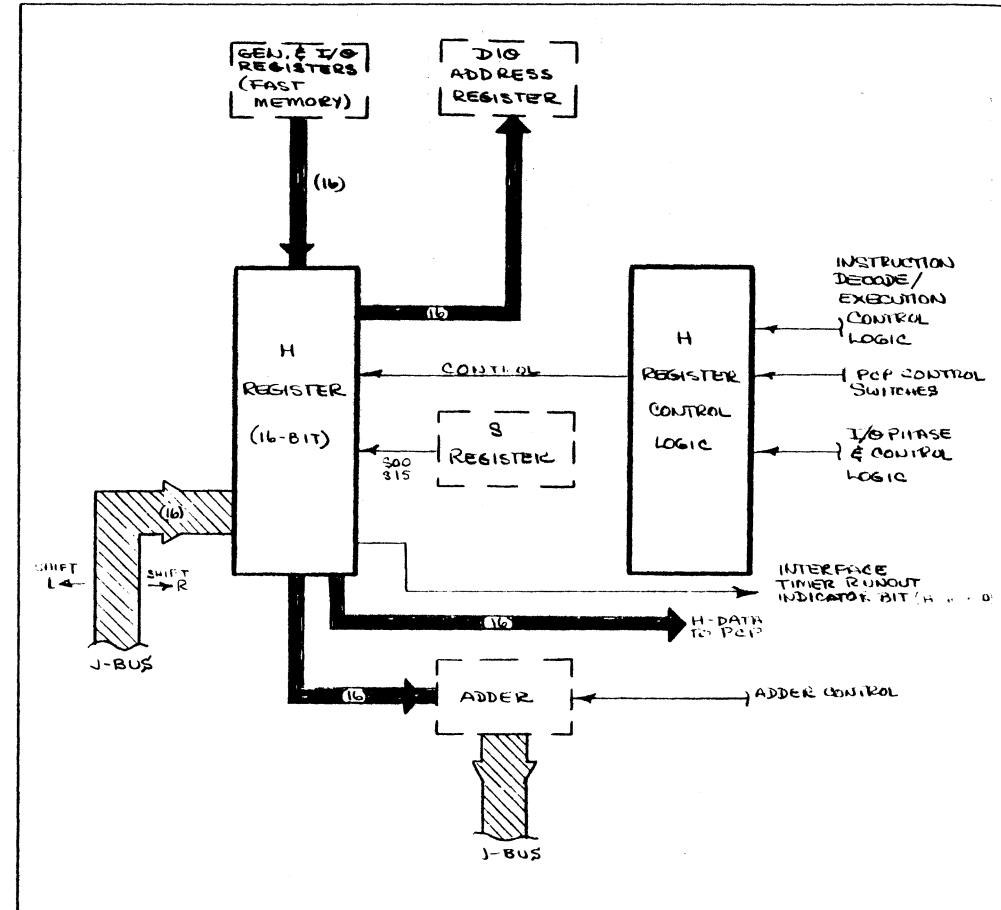 GEN. & I/O
REGISTERS
(FAST
MEMORY)
DIO
ADDRESS
REGISTER
(16)
16
H
REGISTER
(16-BIT)
CONTROL
S
REGISTER
S00
S15
H
REGISTER
CONTROL
LOGIC
INSTRUCTION
DECODE/
EXECUTION
CONTROL
LOGIC
PCP CONTROL
SWITCHES
I/O PHASE
& CONTROL
LOGIC
(16)
SHIFT
L
SHIFT
R
J-BUS
INTERFACE
TIMER RUNOUT
INDICATOR BIT (H
16
H-DATA
TO PCP
16
ADDER
ADDER CONTROL
J-BUS